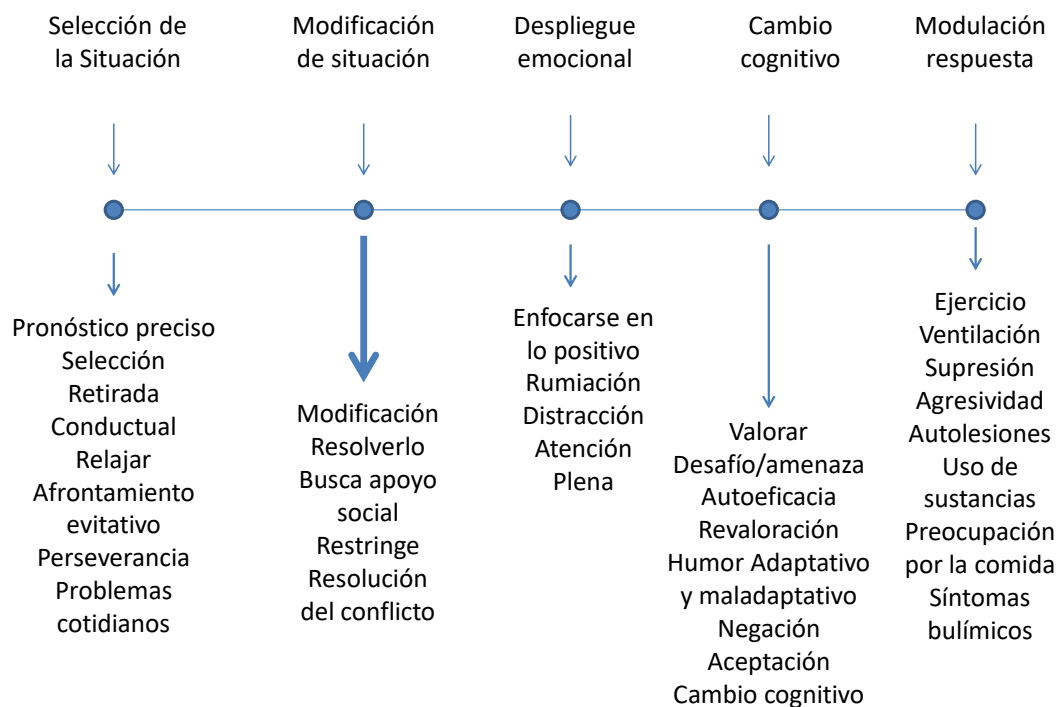 Selección de
la Situación
Modificación
de situación
Despliegue
emocional
Cambio
cognitivo
Modulación
respuesta
Pronóstico preciso
Selección
Retirada
Conductual
Relajar
Afrontamiento
evitativo
Perseverancia
Problemas
cotidianos
Modificación
Resolverlo
Busca apoyo
social
Restringe
Resolución
del conflicto
Enfocarse en
lo positivo
Rumiación
Distracción
Atención
Plena
Valorar
Desafío/amenaza
Autoeficacia
Revaloración
Humor Adaptativo
y maladaptativo
Negación
Aceptación
Cambio cognitivo
Ejercicio
Ventilación
Supresión
Agresividad
Autolesiones
Uso de
sustancias
Preocupación
por la comida
Síntomas
bulímicos